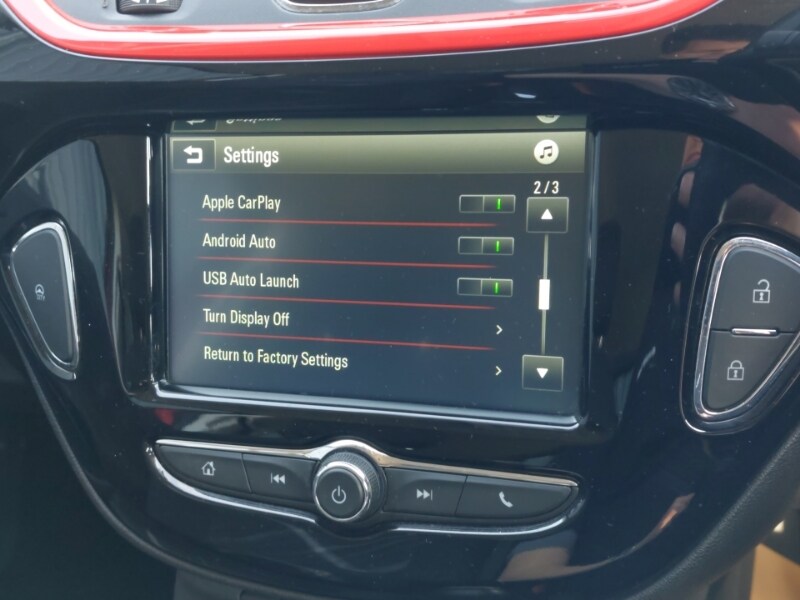 Settings
2/3
Apple CarPlay
Android Auto
USB Auto Launch
Turn Display Off
Return to Factory Settings